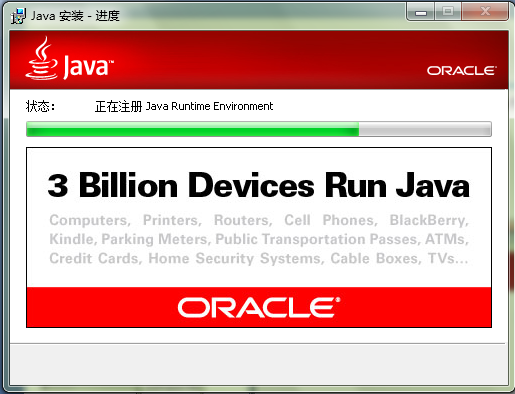 Java 安装 - 进度
Java™
ORACLE®
状态: 正在注册 Java Runtime Environment
3 Billion Devices Run Java
Computers, Printers, Routers, Cell Phones, BlackBerry,
Kindle, Parking Meters, Public Transportation Passes, ATMs,
Credit Cards, Home Security Systems, Cable Boxes, TVs...
ORACLE®